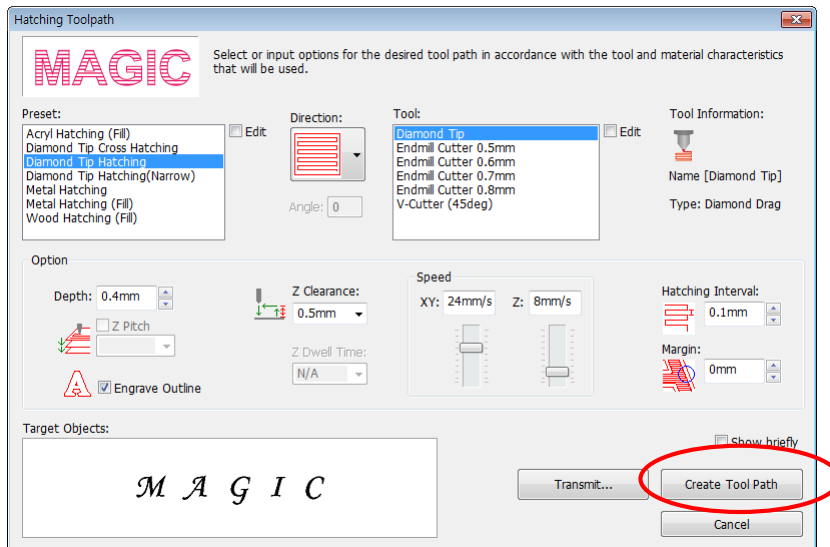 Hatching Toolpath
MAGIC
Select or input options for the desired tool path in accordance with the tool and material characteristics
that will be used.
Preset:
Acryl Hatching (Fill)
Diamond Tip Cross Hatching
Diamond Tip Hatching
Diamond Tip Hatching(Narrow)
Metal Hatching
Metal Hatching (Fill)
Wood Hatching (Fill)
Edit
Direction:
Angle: 0
Tool:
Diamond Tip
Endmill Cutter 0.5mm
Endmill Cutter 0.6mm
Endmill Cutter 0.7mm
Endmill Cutter 0.8mm
V-Cutter (45deg)
Edit
Tool Information:
Name [Diamond Tip]
Type: Diamond Drag
Option
Depth: 0.4mm
Z Pitch
A
Engrave Outline
Z Clearance:
0.5mm
Z Dwell Time:
N/A
Speed
XY: 24mm/s Z: 8mm/s
Hatching Interval:
0.1mm
Margin:
0mm
Target Objects:
M A G I C
Show briefly
Transmit...
Create Tool Path
Cancel